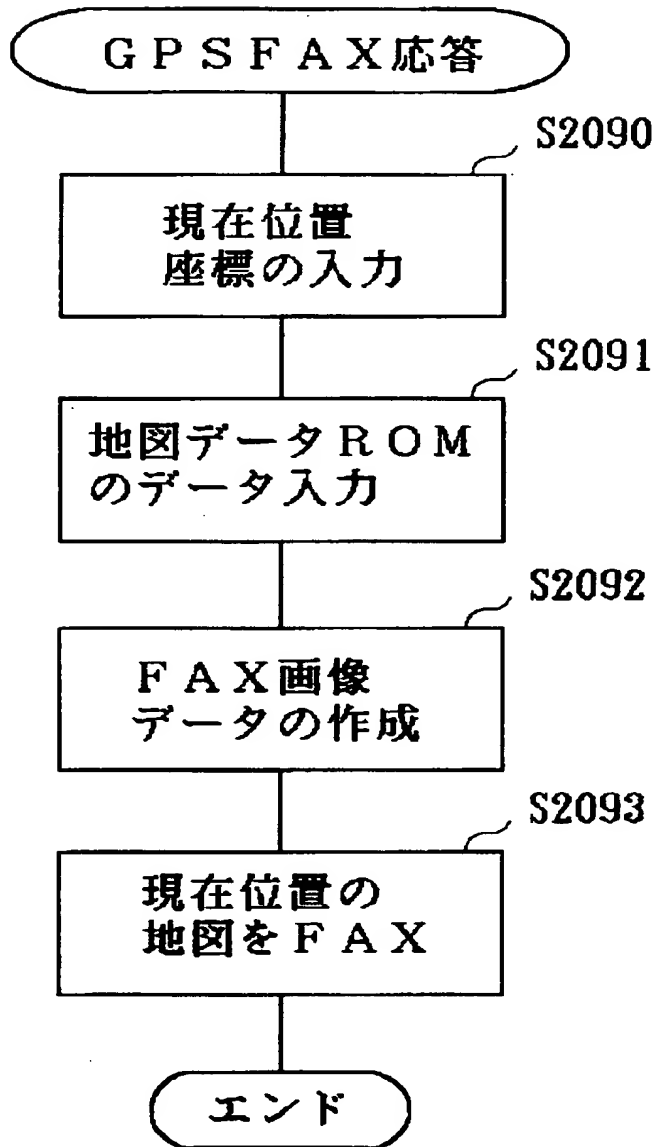 ＧＰＳＦＡＸ応答
S2090
現在位置
座標の入力
S2091
地図データＲＯＭ
のデータ入力
S2092
ＦＡＸ画像
データの作成
S2093
現在位置の
地図をＦＡＸ
エンド